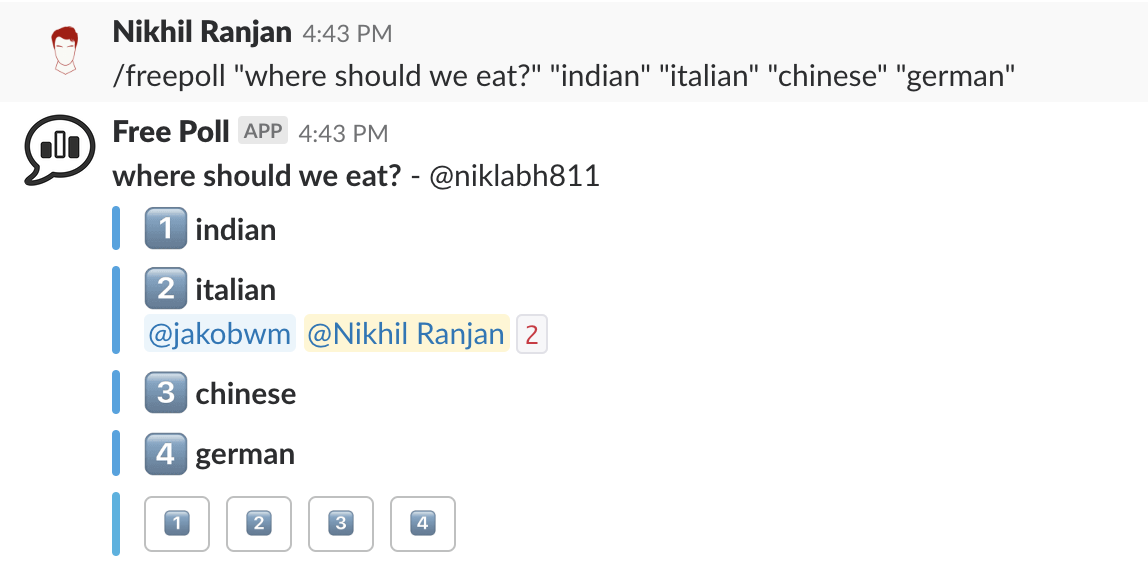 Nikhil Ranjan 4:43 PM
/freepoll "where should we eat?" "indian" "italian" "chinese" "german"
Free Poll APP 4:43 PM
where should we eat? - @niklabh811
1 indian
2 italian
@jakobwm @Nikhil Ranjan 2
3 chinese
4 german
1 2 3 4